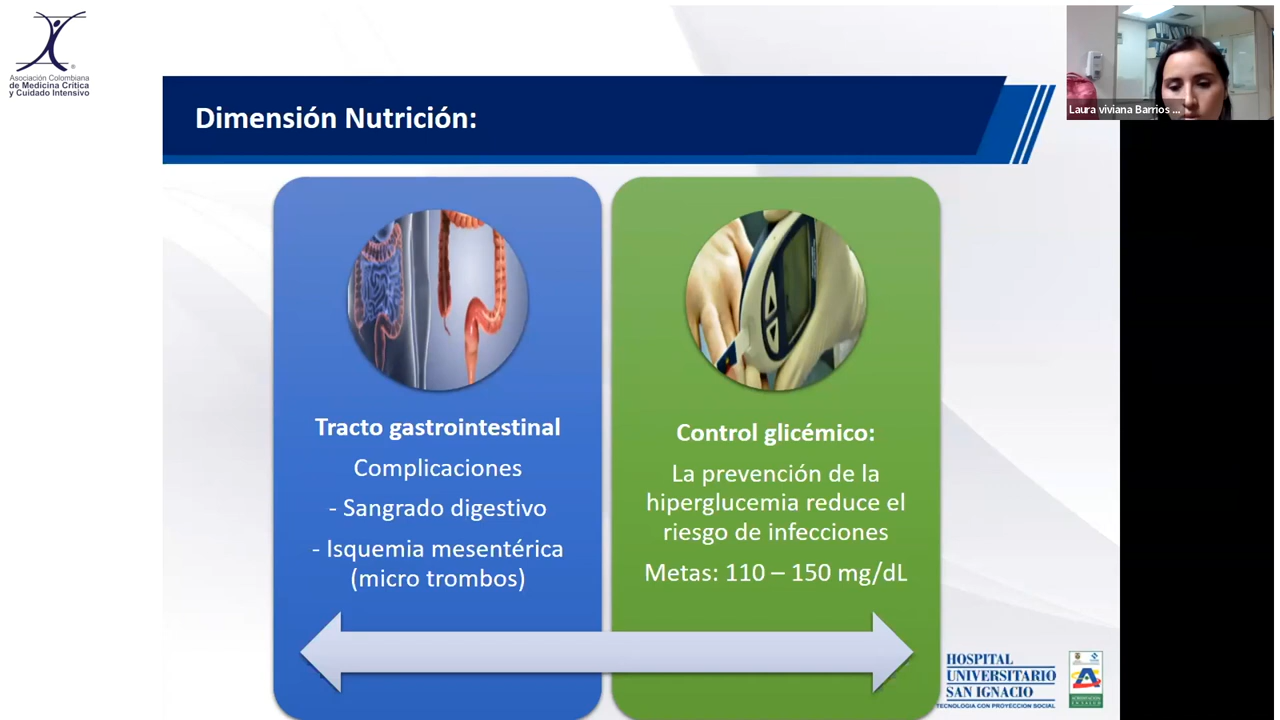 Asociación Colombiana
de Medicina Crítica
y Cuidado Intensivo
Dimensión Nutrición:
Laura viviana Barrios ...
Tracto gastrointestinal
Complicaciones
- Sangrado digestivo
- Isquemia mesentérica
(micro trombos)
Control glicémico:
La prevención de la
hiperglucemia reduce el
riesgo de infecciones
Metas: 110 – 150 mg/dL
HOSPITAL
UNIVERSITARIO
SAN IGNACIO
TECNOLOGIA CON PROYECCION SOCIAL